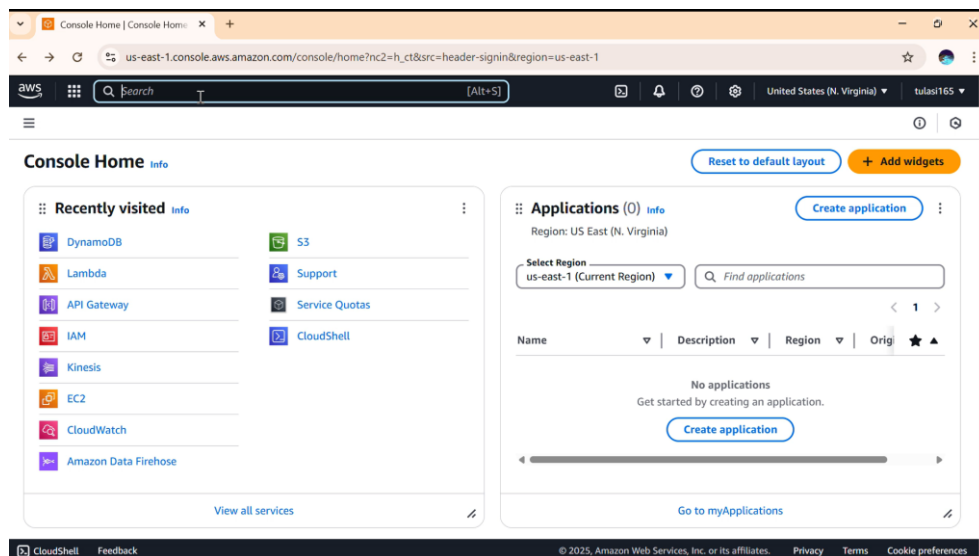 Console Home | Console Home
us-east-1.console.aws.amazon.com/console/home?nc2=h_ct&src=header-signin&region=us-east-1
aws
Search
[Alt+S]
United States (N. Virginia)
tulasi165
Console Home Info
Reset to default layout
+ Add widgets
Recently visited Info
DynamoDB
Lambda
API Gateway
IAM
Kinesis
EC2
CloudWatch
Amazon Data Firehose
S3
Support
Service Quotas
CloudShell
View all services
Applications (0) Info
Create application
Region: US East (N. Virginia)
Select Region
us-east-1 (Current Region)
Find applications
1
Name Description Region Origi
No applications
Get started by creating an application.
Create application
Go to myApplications
CloudShell Feedback © 2025, Amazon Web Services, Inc. or its affiliates. Privacy Terms Cookie preferences